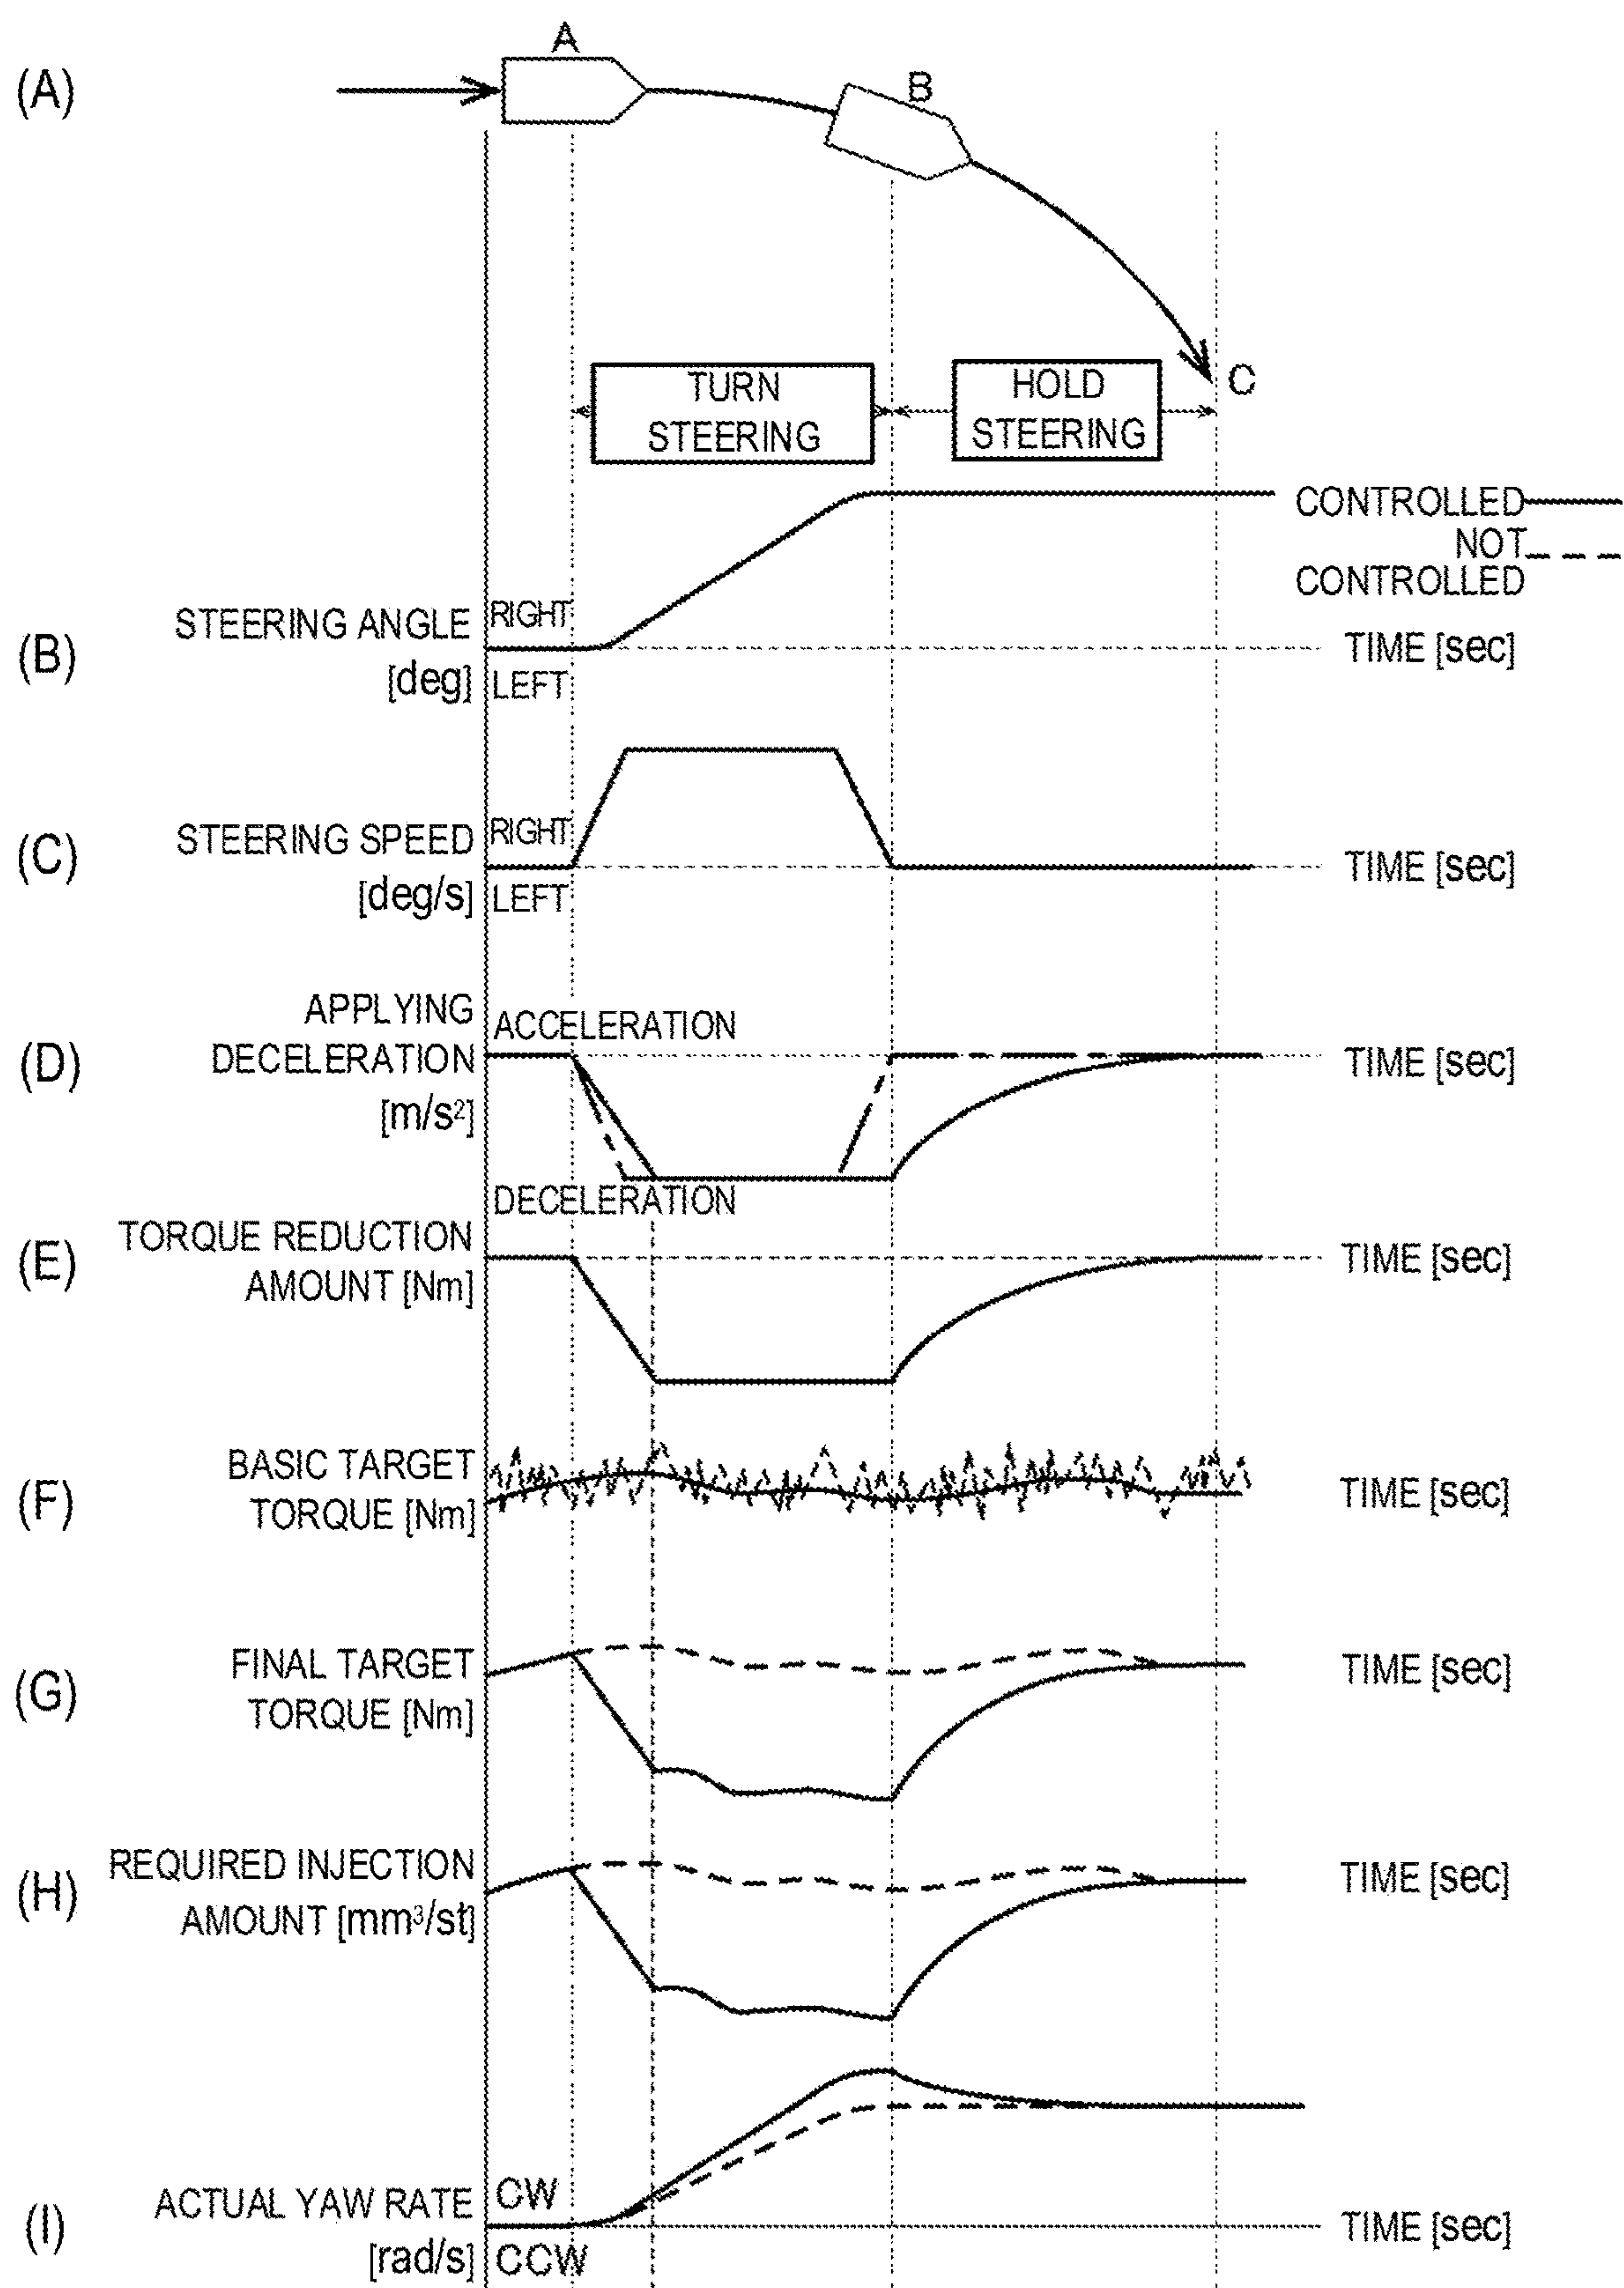 A
(A)
B
C
TURN
STEERING
HOLD
STEERING
CONTROLLED
NOT
CONTROLLED
(B)
STEERING ANGLE
[deg]
RIGHT
LEFT
TIME [sec]
(C)
STEERING SPEED
[deg/s]
RIGHT
LEFT
TIME [sec]
(D)
APPLYING
DECELERATION
[m/s²]
ACCELERATION
DECELERATION
TIME [sec]
(E)
TORQUE REDUCTION
AMOUNT [Nm]
TIME [sec]
(F)
BASIC TARGET
TORQUE [Nm]
TIME [sec]
(G)
FINAL TARGET
TORQUE [Nm]
TIME [sec]
(H)
REQUIRED INJECTION
AMOUNT [mm³/st]
TIME [sec]
(I)
ACTUAL YAW RATE
[rad/s]
CW
CCW
TIME [sec]